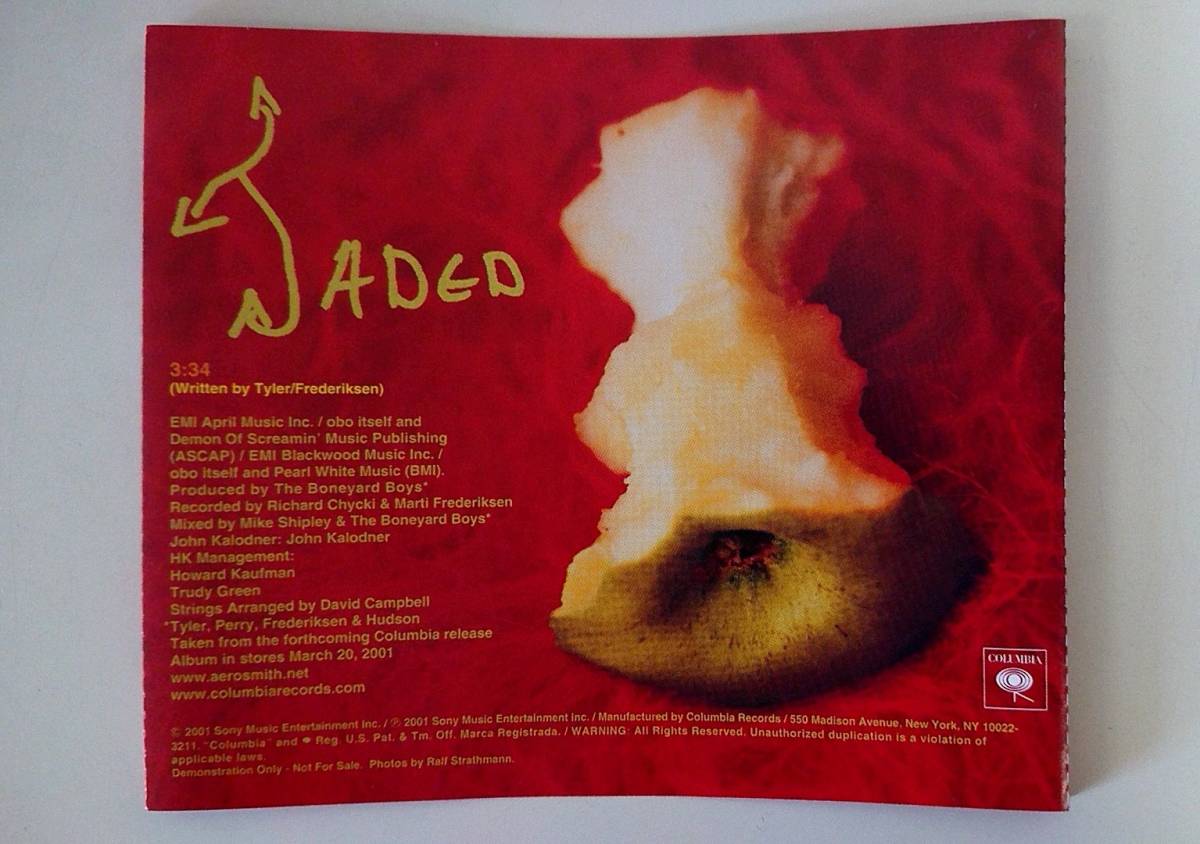 JADED
3:34
(Written by Tyler/Frederiksen)
EMI April Music Inc. / obo itself and
Demon Of Screamin' Music Publishing
(ASCAP) / EMI Blackwood Music Inc. /
obo itself and Pearl White Music (BMI).
Produced by The Boneyard Boys*
Recorded by Richard Chycki & Marti Frederiksen
Mixed by Mike Shipley & The Boneyard Boys*
John Kalodner: John Kalodner
HK Management:
Howard Kaufman
Trudy Green
Strings Arranged by David Campbell
*Tyler, Perry, Frederiksen & Hudson
Taken from the forthcoming Columbia release
Album in stores March 20, 2001
www.aerosmith.net
www.columbiarecords.com
COLUMBIA
© 2001 Sony Music Entertainment Inc. / ℗ 2001 Sony Music Entertainment Inc. / Manufactured by Columbia Records / 550 Madison Avenue, New York, NY 10022-
3211. "Columbia" and Reg. U.S. Pat. & Tm. Off. Marca Registrada. / WARNING: All Rights Reserved. Unauthorized duplication is a violation of
applicable laws.
Demonstration Only - Not For Sale. Photos by Ralf Strathmann.